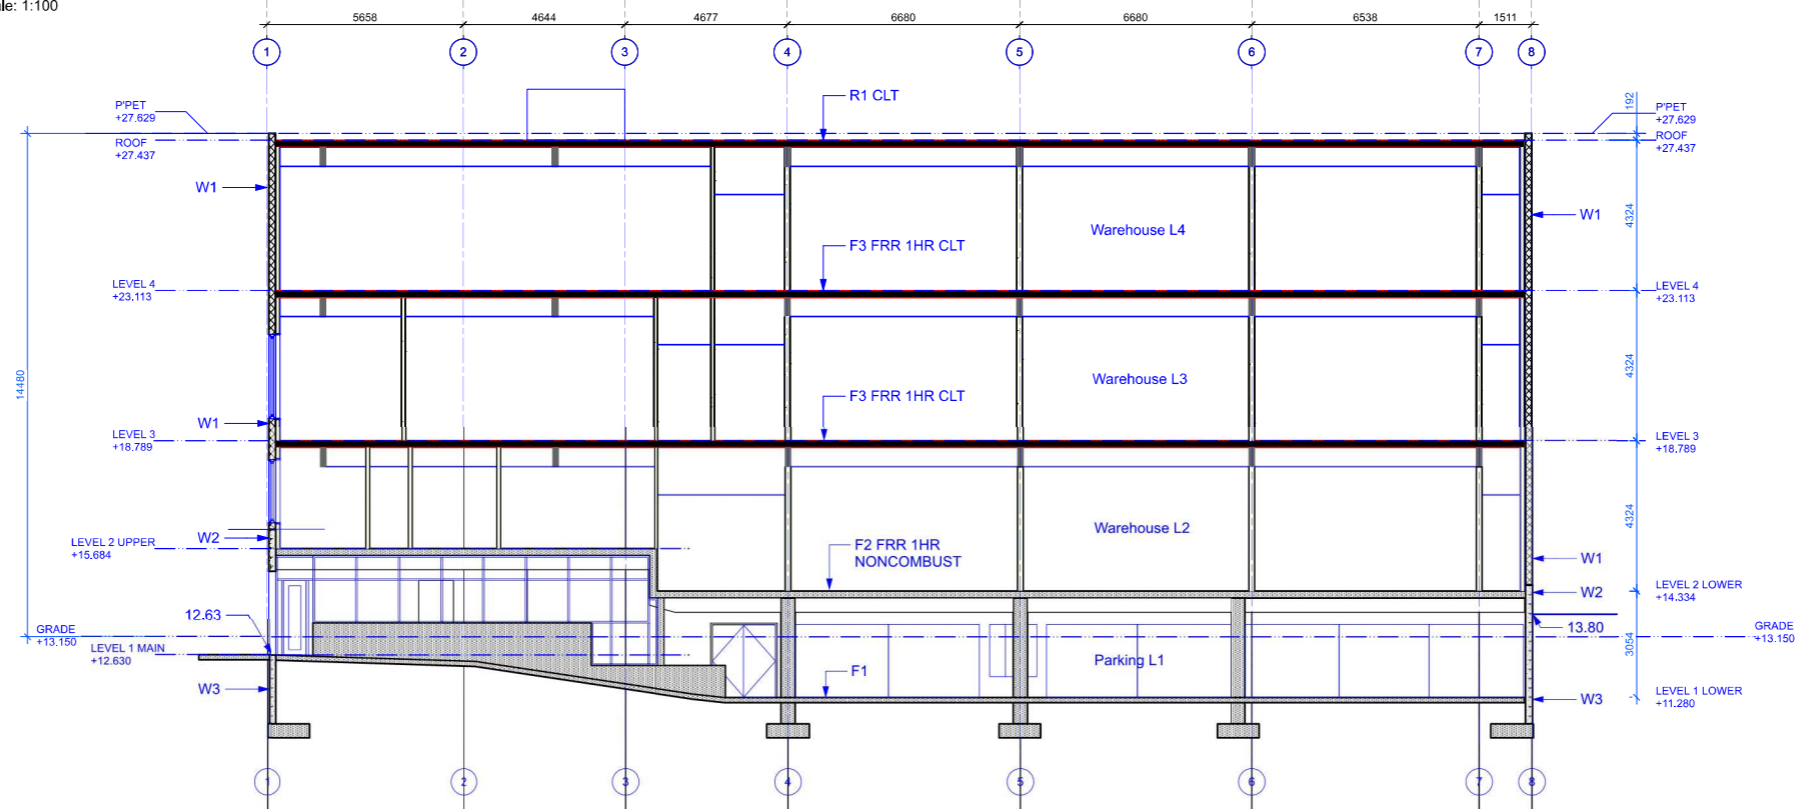 ale: 1:100
5658 4644 4677 6680 6680 6538 1511
1 2 3 4 5 6 7 8
P'PET
+27.629
ROOF
+27.437
R1 CLT
192
P'PET
+27.629
ROOF
+27.437
W1
Warehouse L4
4324
W1
F3 FRR 1HR CLT
LEVEL 4
+23.113
LEVEL 4
+23.113
14480
Warehouse L3
4324
F3 FRR 1HR CLT
W1
LEVEL 3
+18.789
LEVEL 3
+18.789
Warehouse L2
4324
W2
LEVEL 2 UPPER
+15.684
F2 FRR 1HR
NONCOMBUST
W1
W2
LEVEL 2 LOWER
+14.334
12.63
13.80
GRADE
+13.150
GRADE
+13.150
LEVEL 1 MAIN
+12.630
3054
Parking L1
F1
W3
W3
LEVEL 1 LOWER
+11.280
1 2 3 4 5 6 7 8